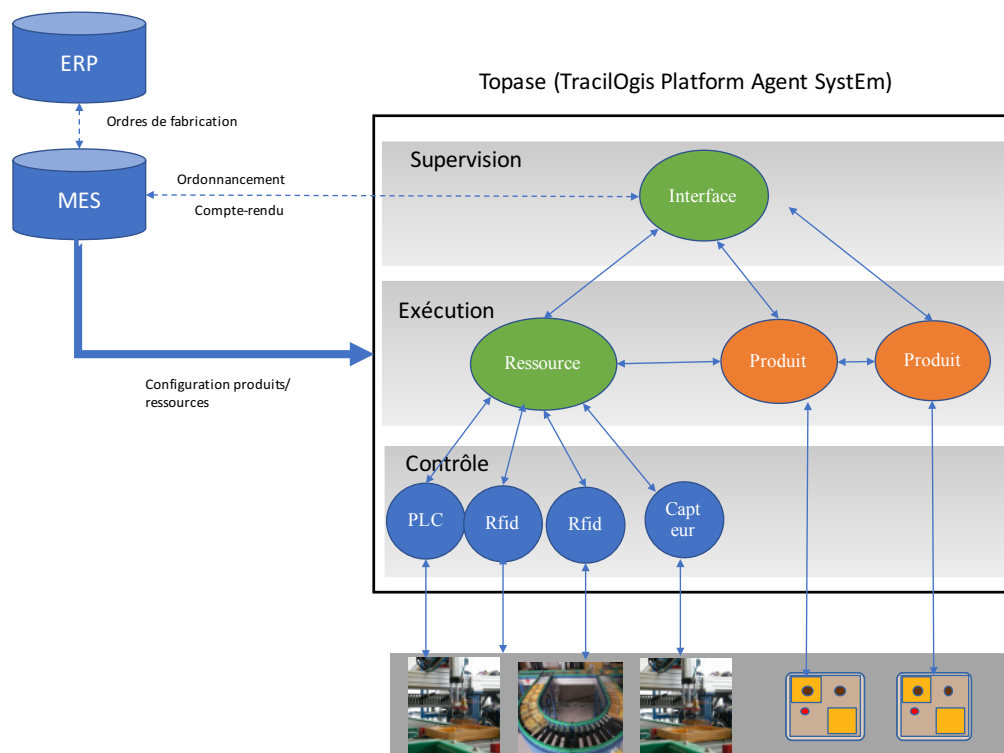 ERP
Topase (TracilOgis Platform Agent SystEm)
Ordres de fabrication
Supervision
MES
Ordonnancement
Compte-rendu
Interface
Exécution
Ressource
Produit
Produit
Configuration produits/
ressources
Contrôle
PLC
Rfid
Rfid
Capt
eur